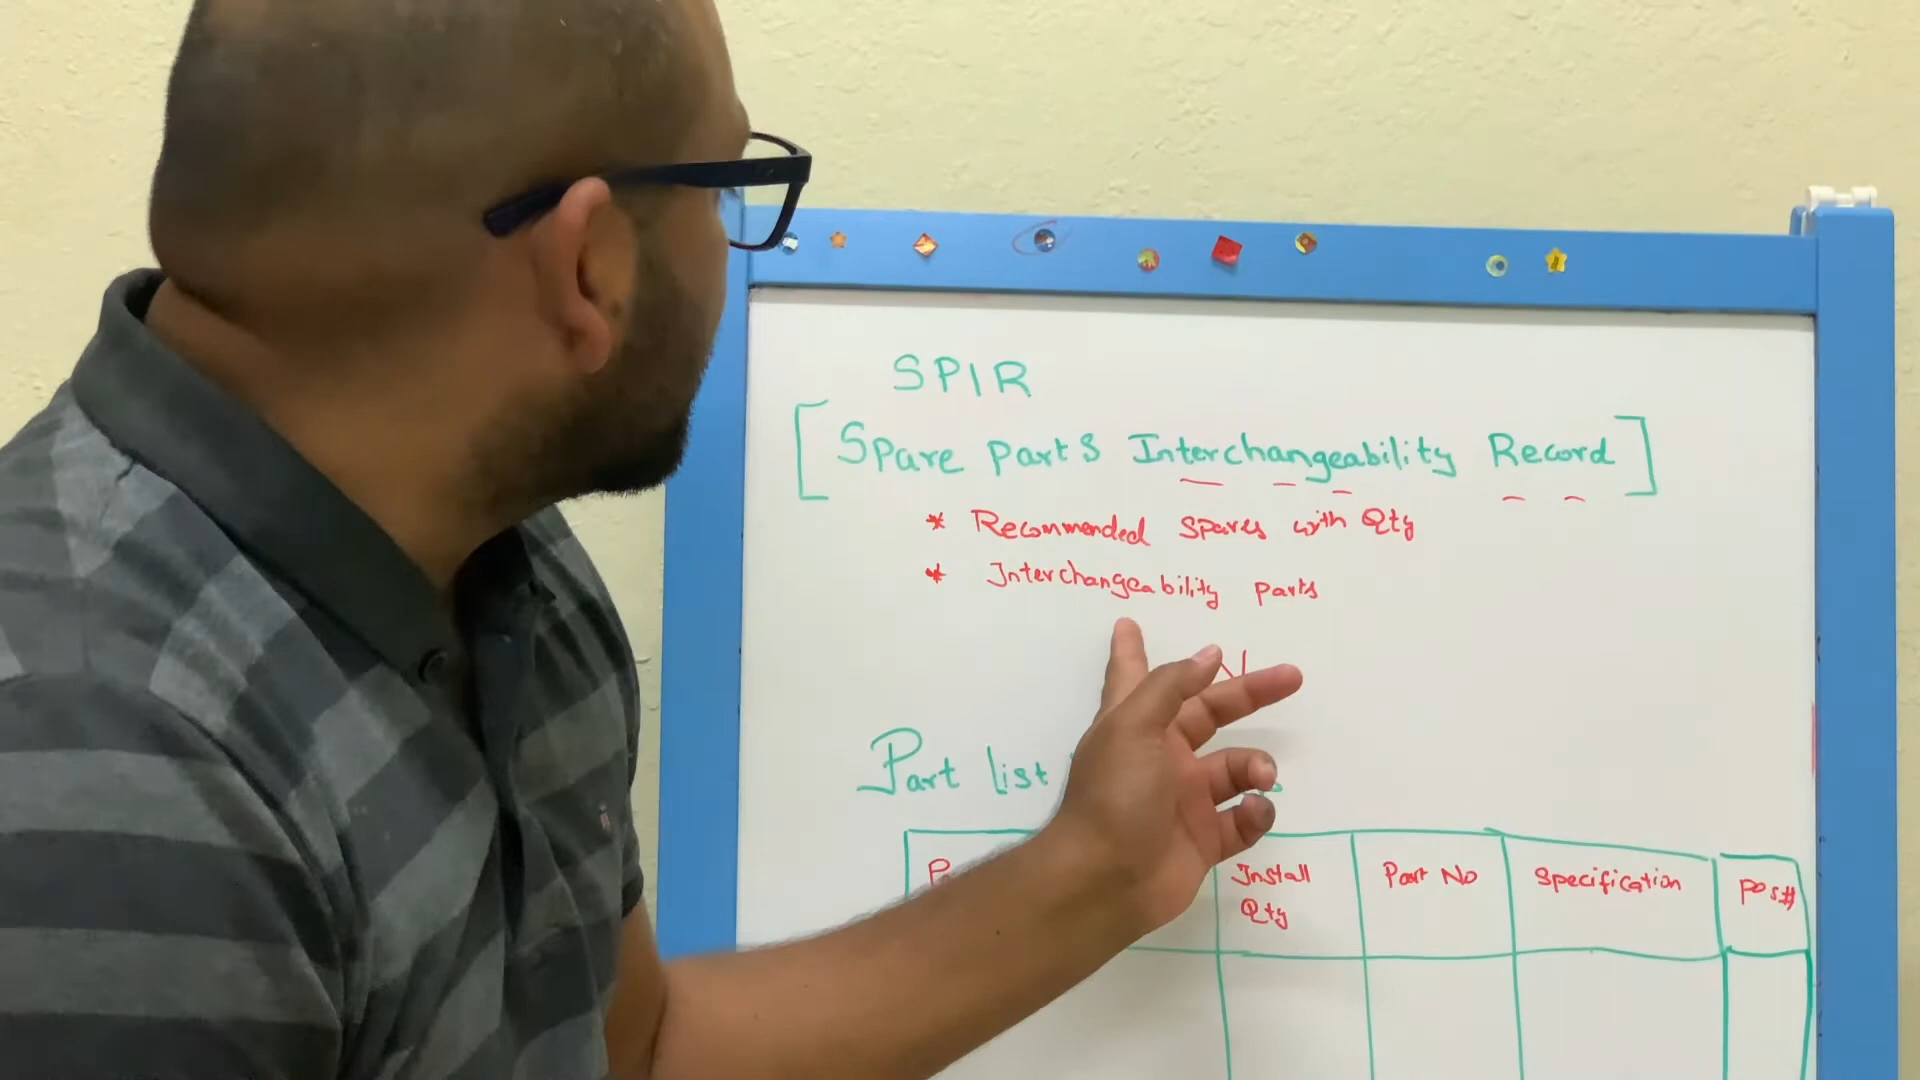 SPIR
[Spare parts Interchangeability Record]
* Recommended Spares with Qty
* Interchangeability parts
Part list
Install Qty
Part No
Specification
Pos#